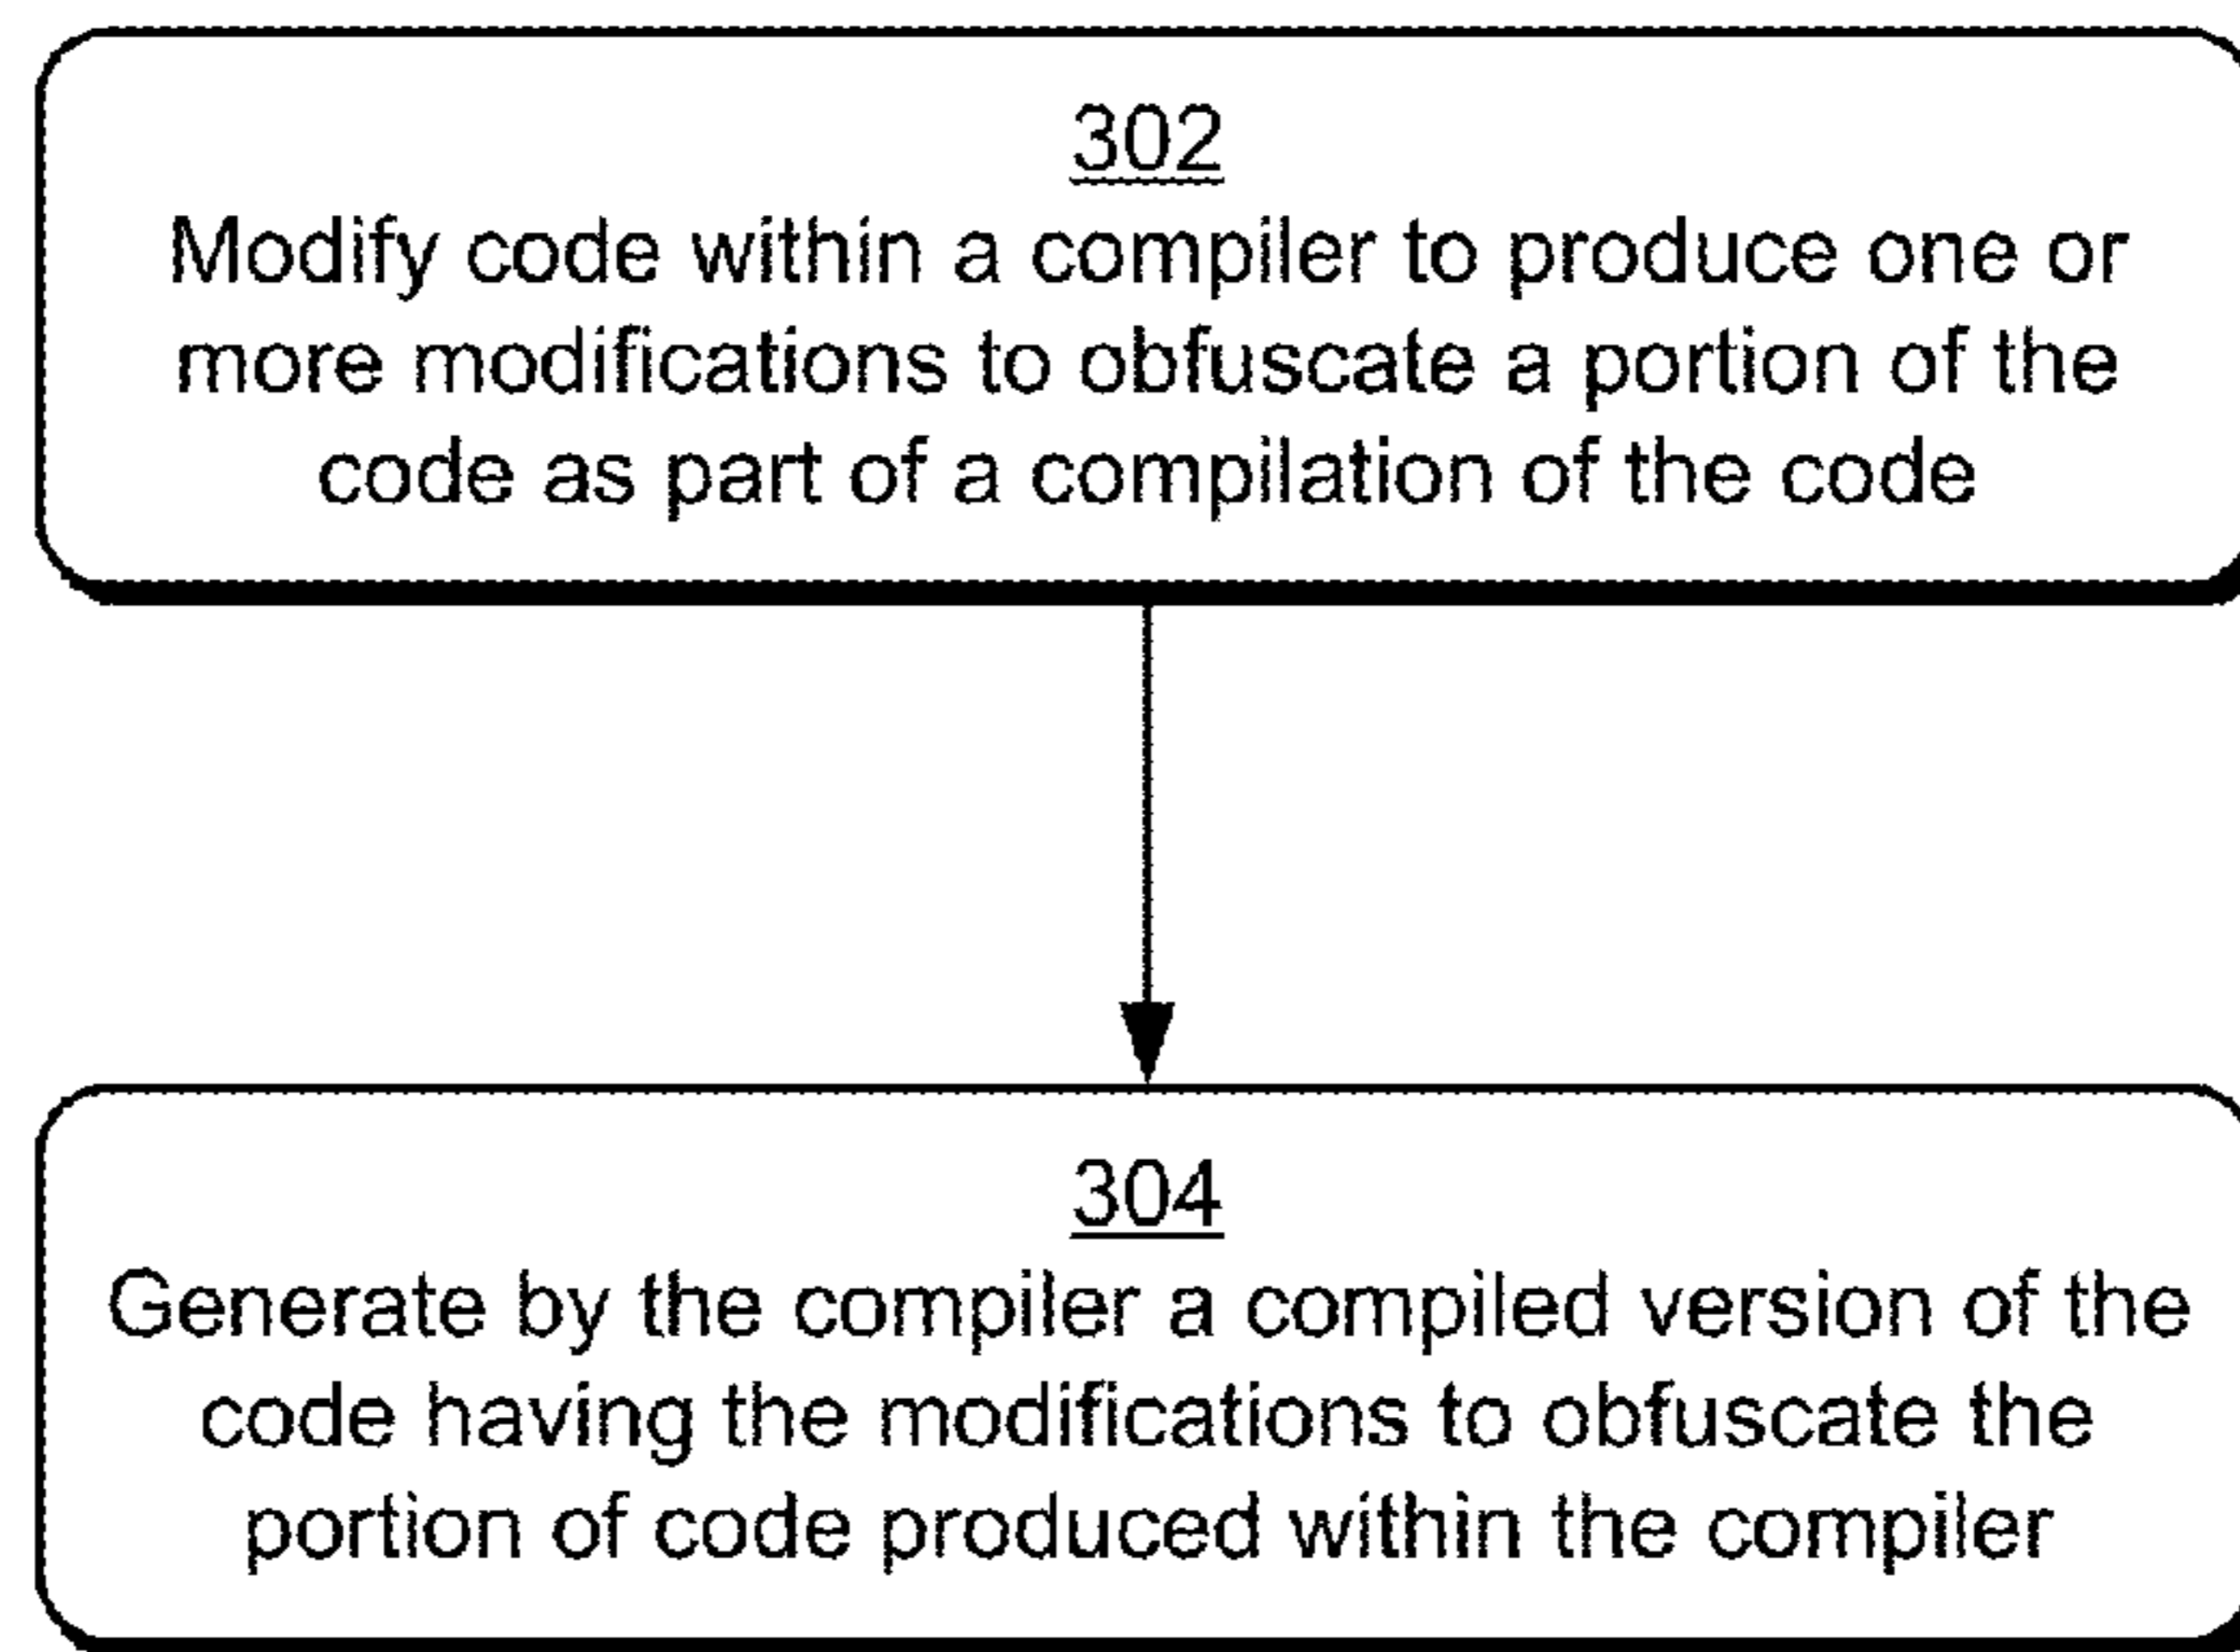 302
Modify code within a compiler to produce one or
more modifications to obfuscate a portion of the
code as part of a compilation of the code
304
Generate by the compiler a compiled version of the
code having the modifications to obfuscate the
portion of code produced within the compiler